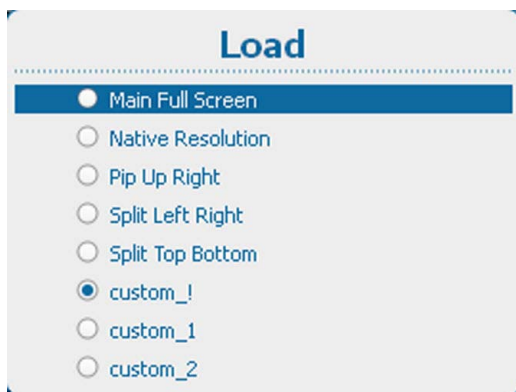 Load
Main Full Screen
Native Resolution
Pip Up Right
Split Left Right
Split Top Bottom
custom_!
custom_1
custom_2